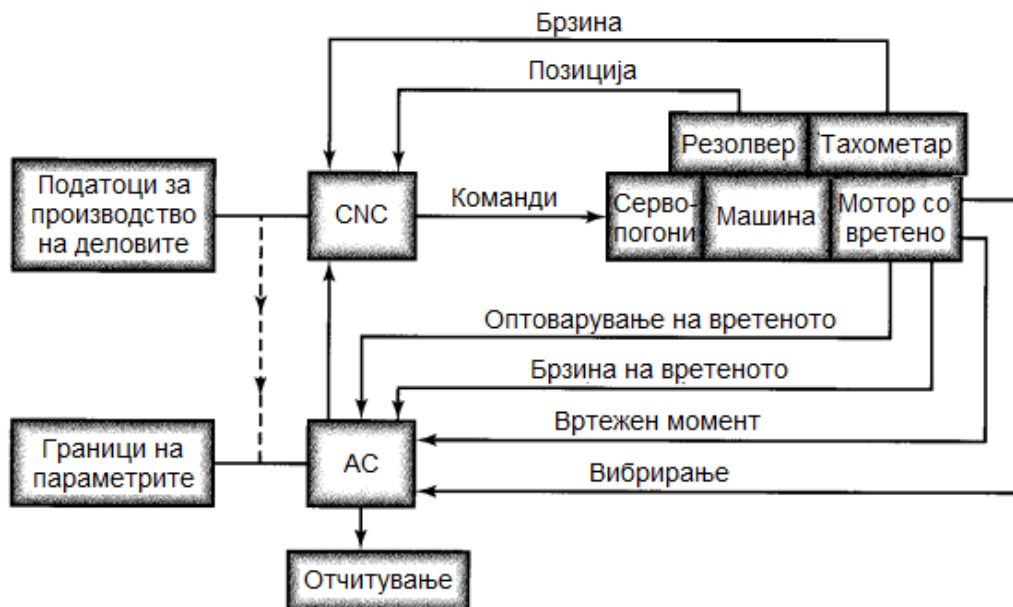 Брзина
Позиција
Резолвер
Тахометар
Податоци за
производство
на деловите
CNC
Команди
Серво-
погони
Машина
Мотор со
вретено
Оптоварување на вретеното
Брзина на вретеното
Вртежен момент
Вибрирање
Граници на
параметрите
AC
Отчитување